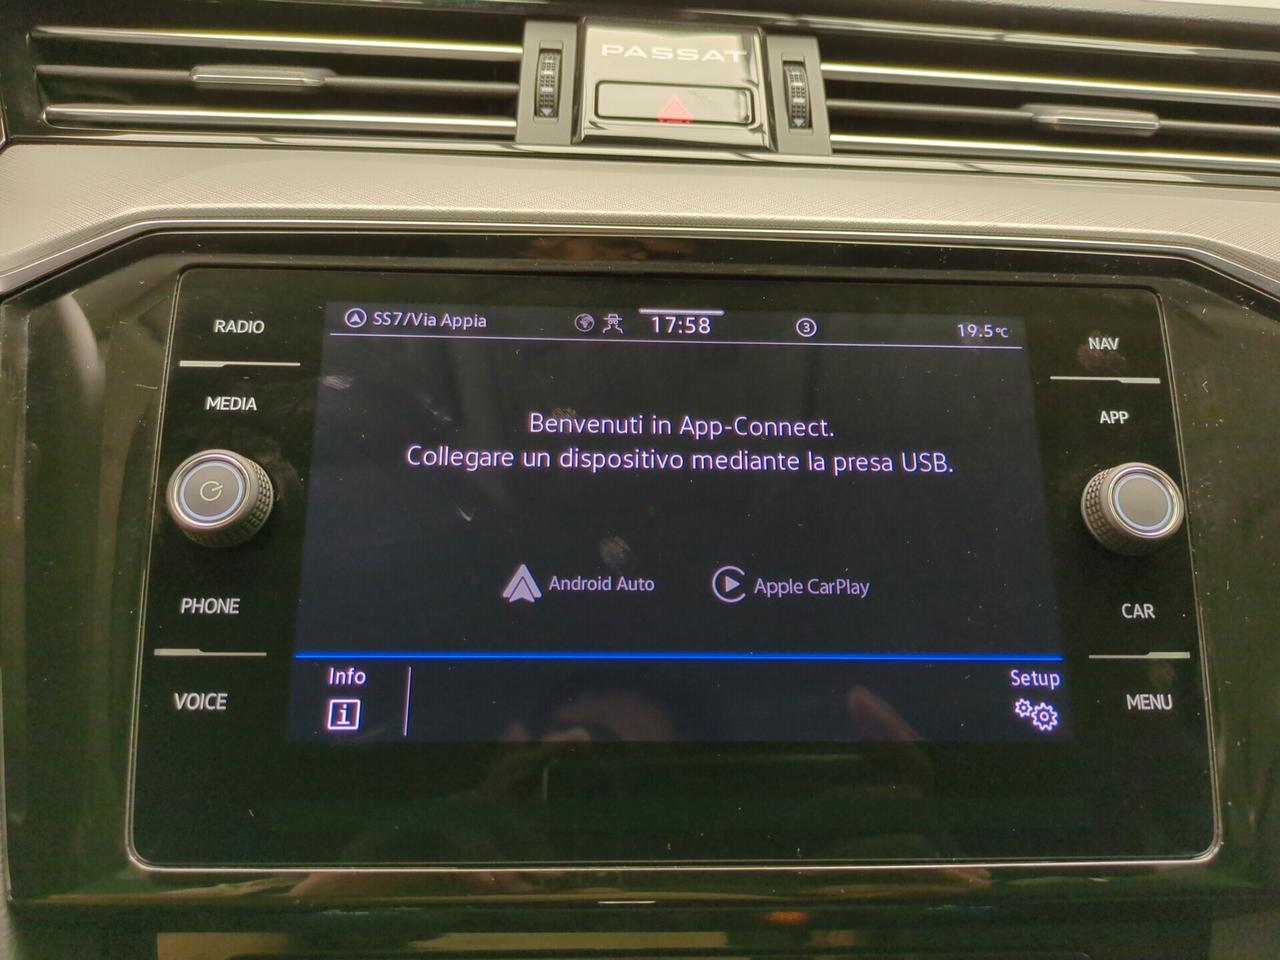 PASSAT
RADIO
MEDIA
PHONE
VOICE
SS7/Via Appia
17:58
3
19.5°C
Benvenuti in App-Connect.
Collegare un dispositivo mediante la presa USB.
Android Auto
Apple CarPlay
Info
i
Setup
NAV
APP
CAR
MENU